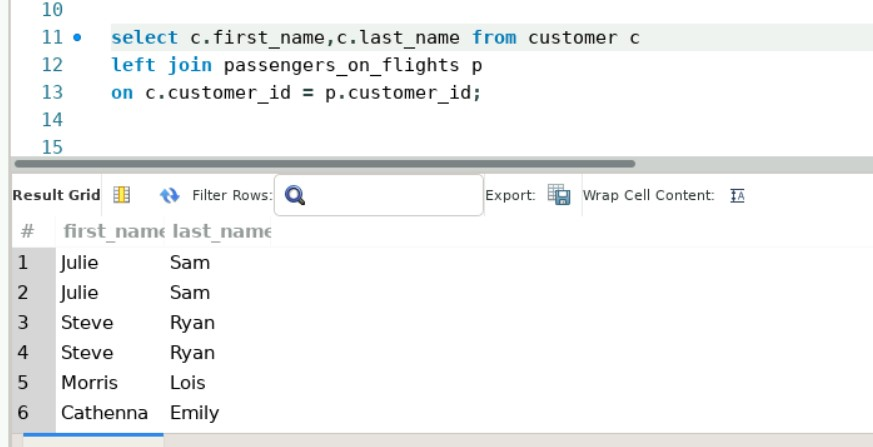 10
11 select c.first_name,c.last_name from customer c
12 left join passengers_on_flights p
13 on c.customer_id = p.customer_id;
14
15
Result Grid Filter Rows: Export: Wrap Cell Content: IA
# first_name last_name
1 Julie Sam
2 Julie Sam
3 Steve Ryan
4 Steve Ryan
5 Morris Lois
6 Cathenna Emily